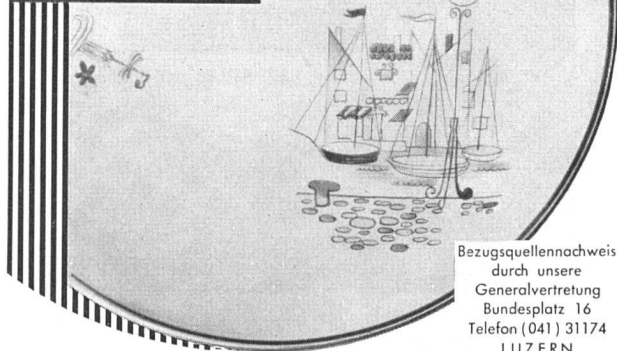 Bezugsquellennachweis
durch unsere
Generalvertretung
Bundesplatz 16
Telefon (041) 31174
LUZERN